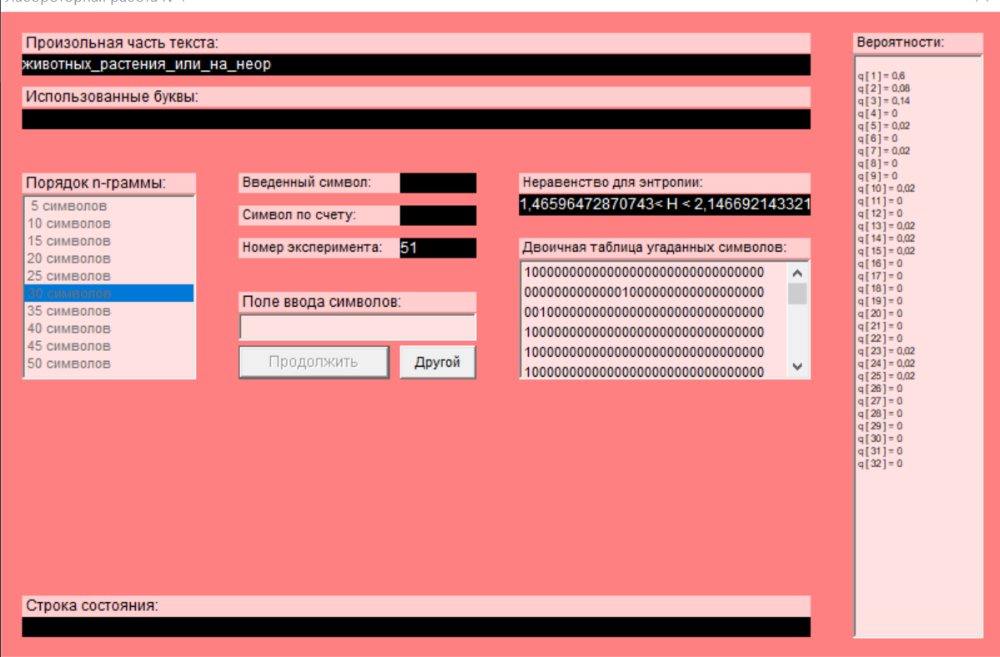 Произольная часть текста:
животных_растения_или_на_неор
Использованные буквы:
Порядок n-граммы:
5 символов
10 символов
15 символов
20 символов
25 символов
30 символов
35 символов
40 символов
45 символов
50 символов
Введенный символ:
Символ по счету:
Номер эксперимента: 51
Поле ввода символов:
Продолжить Другой
Неравенство для энтропии:
1,46596472870743< H < 2,146692143321
Двоичная таблица угаданных символов:
10000000000000000000000000000000
00000000000001000000000000000000
00100000000000000000000000000000
10000000000000000000000000000000
10000000000000000000000000000000
10000000000000000000000000000000
Строка состояния:
Вероятности:
q[1] = 0,6
q[2] = 0,08
q[3] = 0,14
q[4] = 0
q[5] = 0,02
q[6] = 0
q[7] = 0,02
q[8] = 0
q[9] = 0
q[10] = 0,02
q[11] = 0
q[12] = 0
q[13] = 0,02
q[14] = 0,02
q[15] = 0,02
q[16] = 0
q[17] = 0
q[18] = 0
q[19] = 0
q[20] = 0
q[21] = 0
q[22] = 0
q[23] = 0,02
q[24] = 0,02
q[25] = 0,02
q[26] = 0
q[27] = 0
q[28] = 0
q[29] = 0
q[30] = 0
q[31] = 0
q[32] = 0